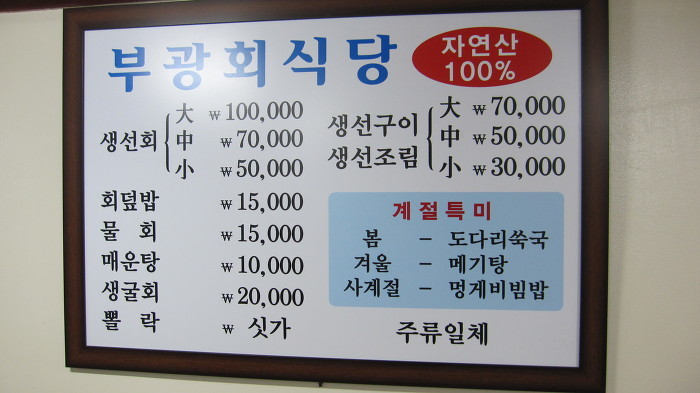 부광회식당
자연산
100%
생선회
大 ₩ 100,000
中 ₩ 70,000
小 ₩ 50,000
생선구이
생선조림
大 ₩ 70,000
中 ₩ 50,000
小 ₩ 30,000
회덮밥 ₩ 15,000
물 회 ₩ 15,000
매운탕 ₩ 10,000
생굴회 ₩ 20,000
뽈 락 ₩ 싯가
계절특미
봄 - 도다리쑥국
겨울 - 메기탕
사계절 - 멍게비빔밥
주류일체